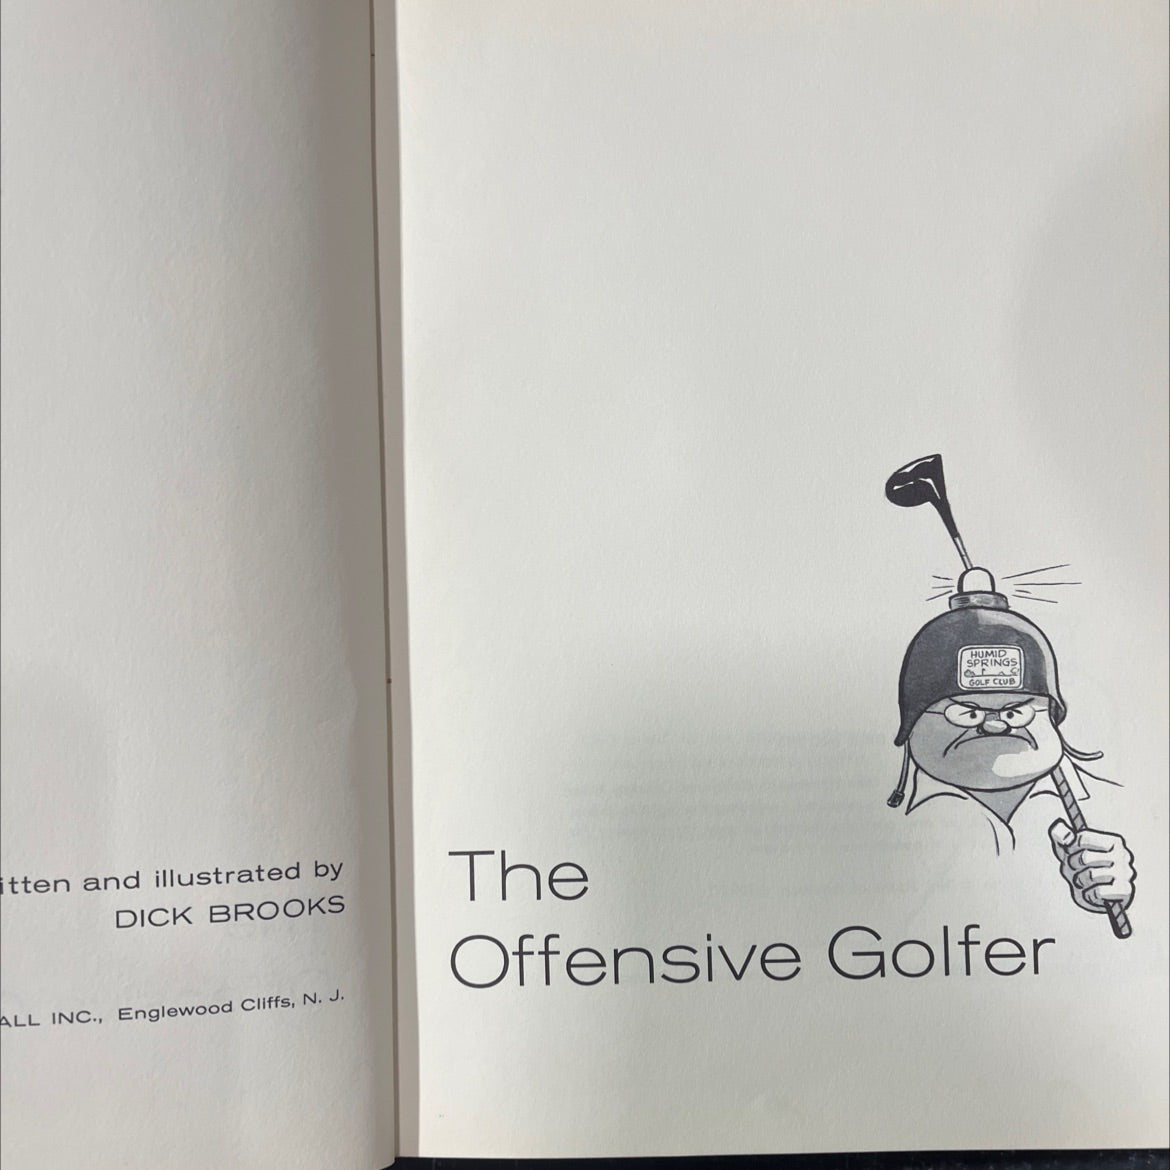 itten and illustrated by
DICK BROOKS
ALL INC., Englewood Cliffs, N. J.
HUMID
SPRINGS
GOLF CLUB
The
Offensive Golfer